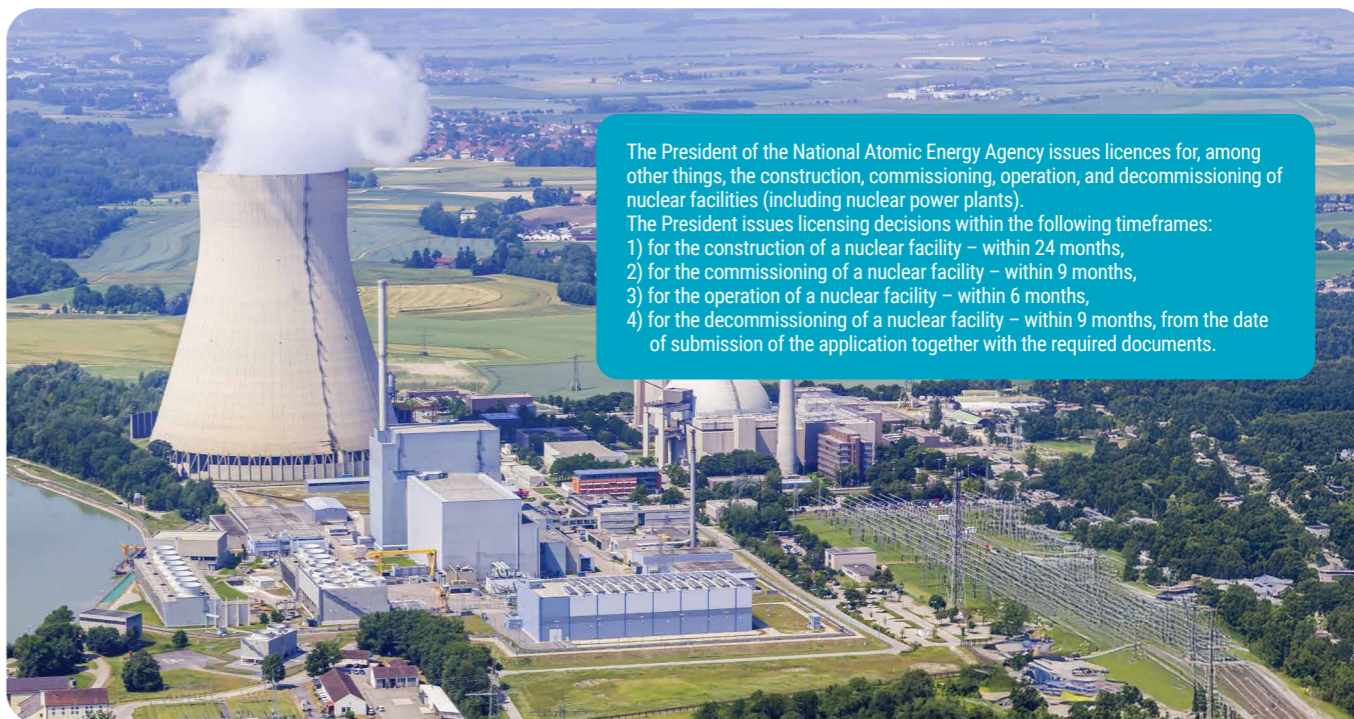 The President of the National Atomic Energy Agency issues licences for, among
other things, the construction, commissioning, operation, and decommissioning of
nuclear facilities (including nuclear power plants).
The President issues licensing decisions within the following timeframes:
1) for the construction of a nuclear facility – within 24 months,
2) for the commissioning of a nuclear facility – within 9 months,
3) for the operation of a nuclear facility – within 6 months,
4) for the decommissioning of a nuclear facility – within 9 months, from the date
of submission of the application together with the required documents.